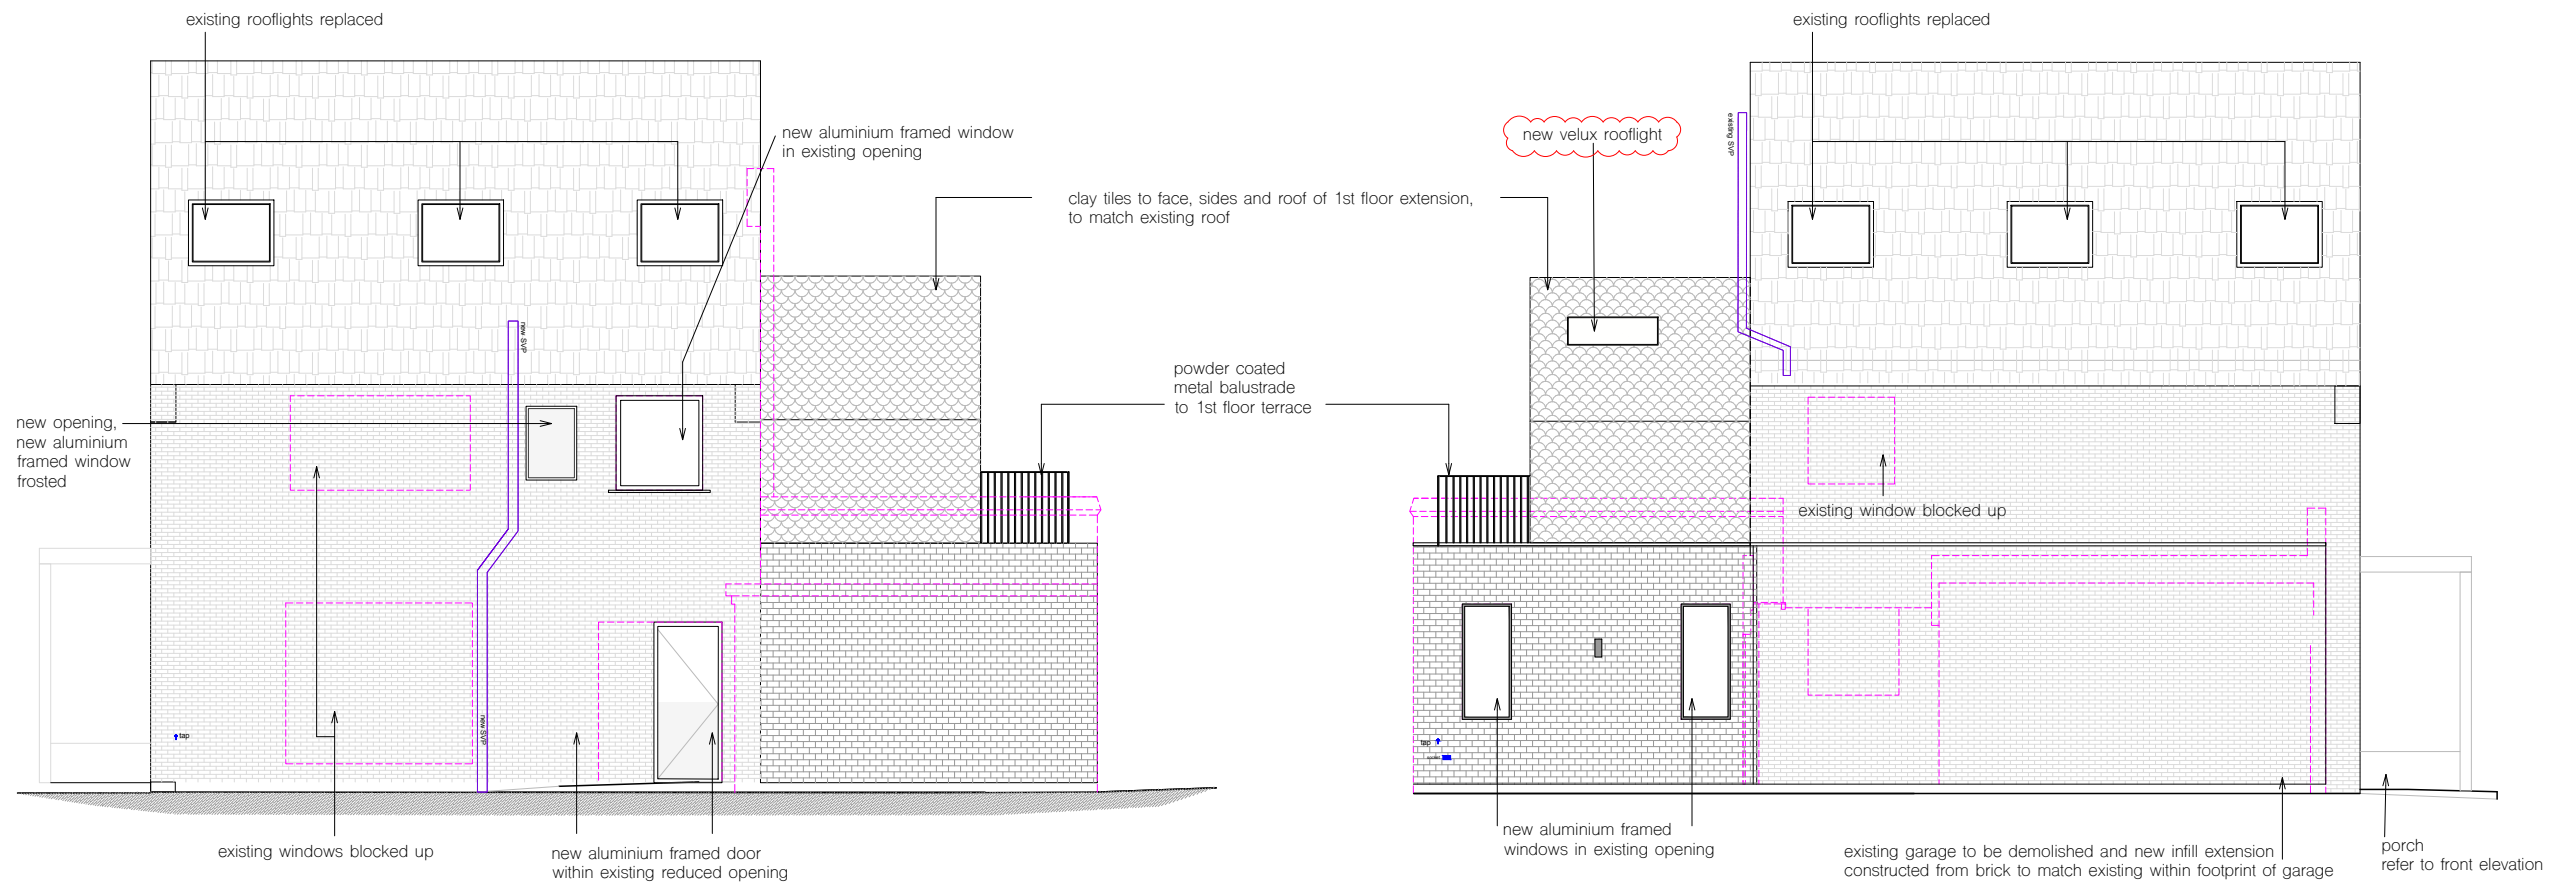 existing rooflights replaced
new aluminium framed window
in existing opening
new opening,
new aluminium
framed window
frosted
new SVP
new SVP
tap
existing windows blocked up
new aluminium framed door
within existing reduced opening
clay tiles to face, sides and roof of 1st floor extension,
to match existing roof
powder coated
metal balustrade
to 1st floor terrace
existing rooflights replaced
new velux rooflight
existing SVP
existing window blocked up
tap
new aluminium framed
windows in existing opening
existing garage to be demolished and new infill extension
constructed from brick to match existing within footprint of garage
porch
refer to front elevation